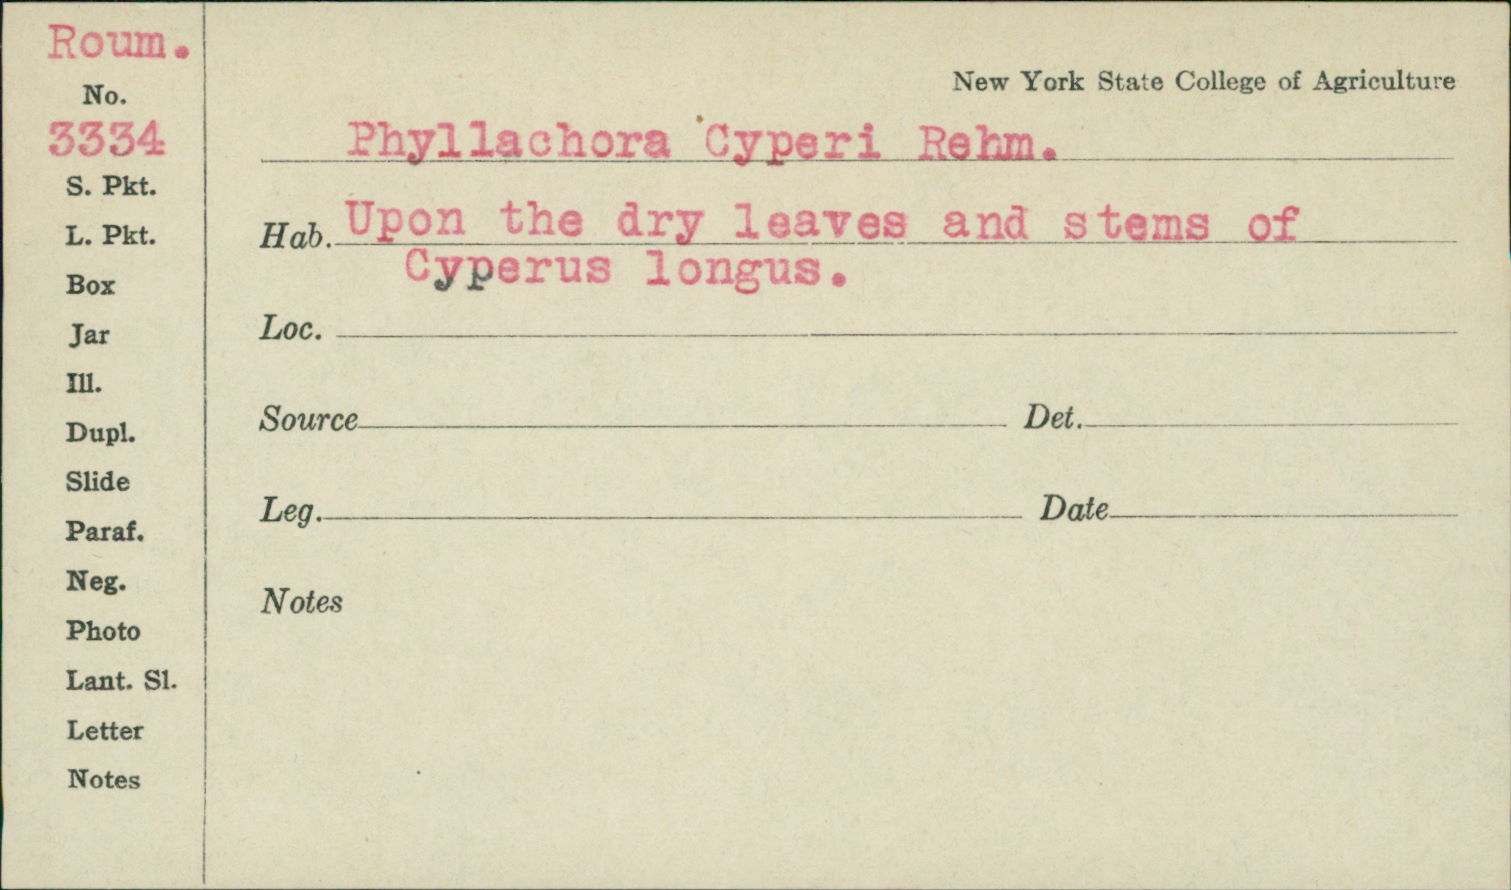 Roum.
No.
3334
S. Pkt.
L. Pkt.
Box
Jar
Ill.
Dupl.
Slide
Paraf.
Neg.
Photo
Lant. Sl.
Letter
Notes
New York State College of Agriculture
Phyllachora Cyperi Rehm.
Hab. Upon the dry leaves and stems of
Cyperus longus.
Loc.
Source Det.
Leg. Date
Notes